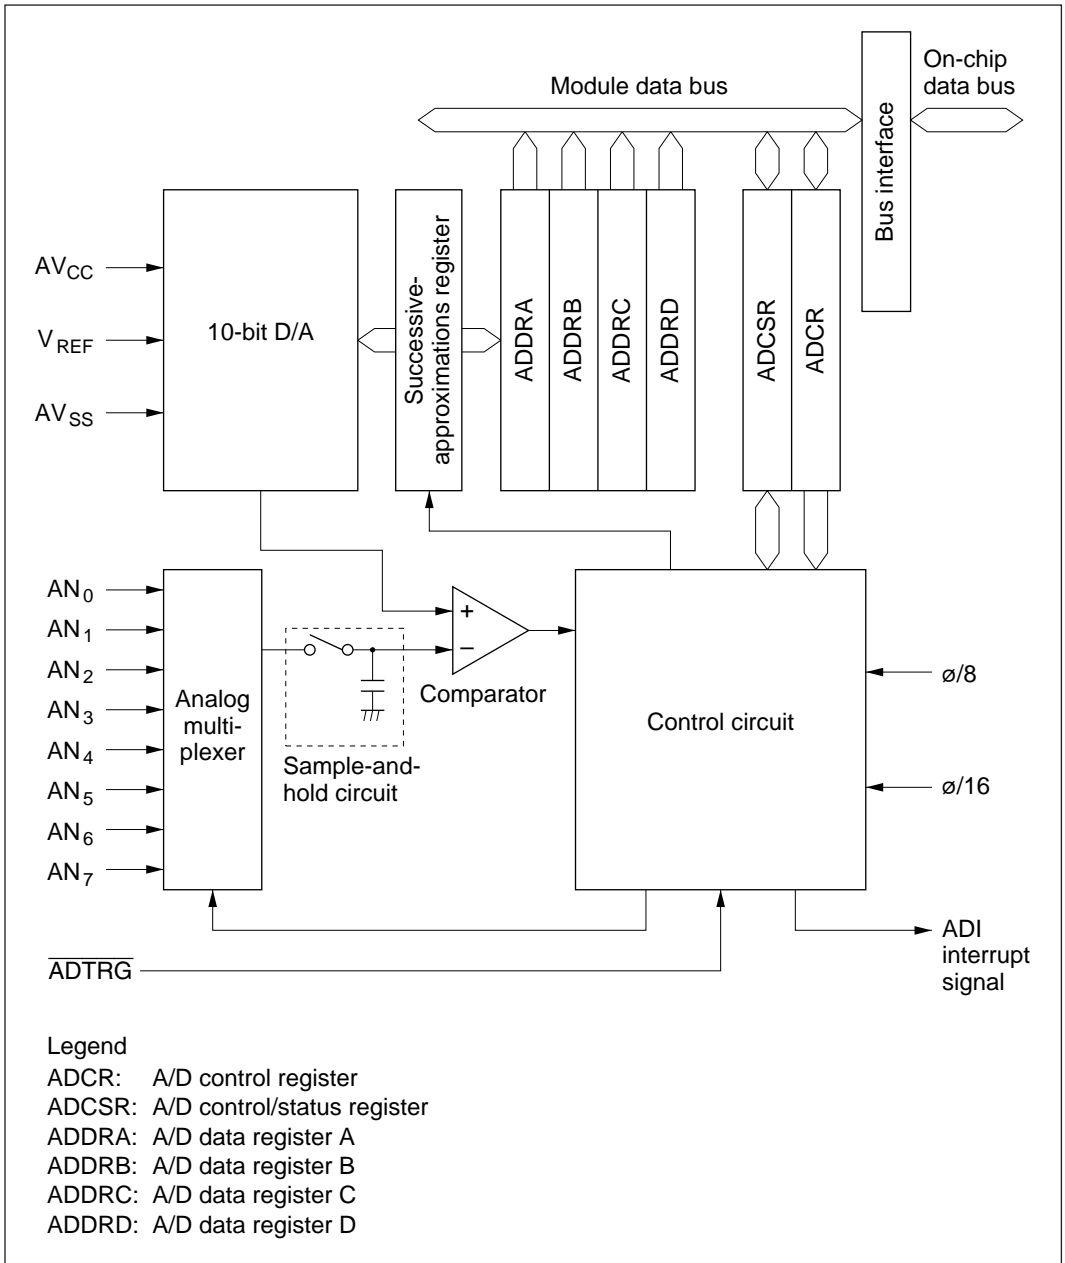 On-chip
data bus
Module data bus
Bus interface
AVCC
VREF
AVSS
10-bit D/A
Successive-
approximations register
ADDRA
ADDRB
ADDRC
ADDRD
ADCSR
ADCR
AN0
AN1
AN2
AN3
AN4
AN5
AN6
AN7
Analog
multi-
plexer
Sample-and-
hold circuit
+
−
Comparator
Control circuit
ø/8
ø/16
ADI
interrupt
signal
ADTRG
Legend
ADCR: A/D control register
ADCSR: A/D control/status register
ADDRA: A/D data register A
ADDRB: A/D data register B
ADDRC: A/D data register C
ADDRD: A/D data register D